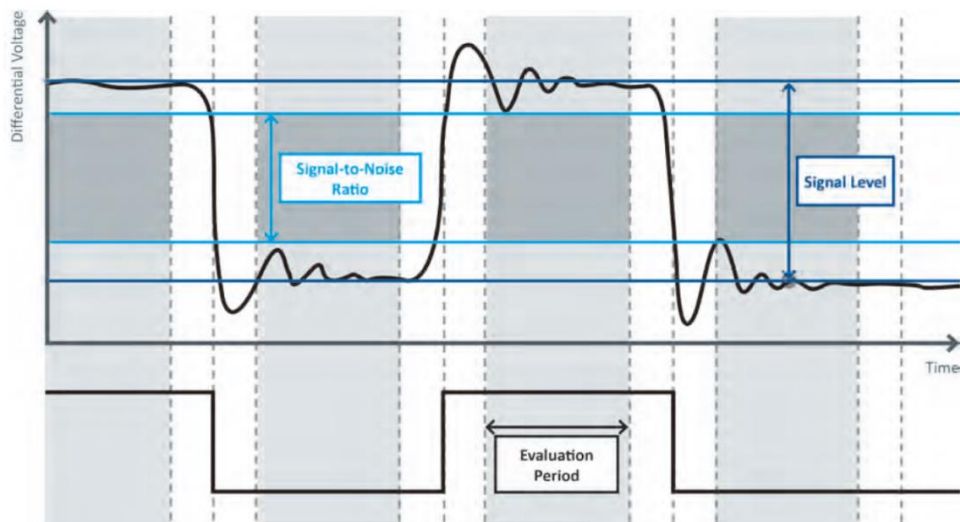 Differential Voltage
Signal-to-Noise
Ratio
Signal Level
Time
Evaluation
Period